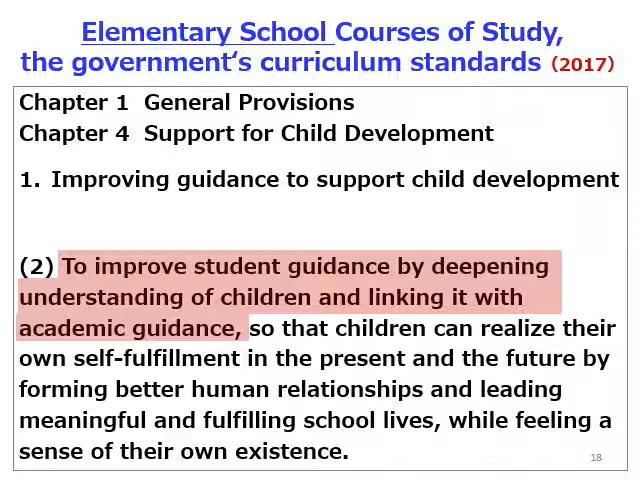 Elementary School Courses of Study,
the government‘s curriculum standards（2017）
Chapter 1 General Provisions
Chapter 4 Support for Child Development
1. Improving guidance to support child development
(2) To improve student guidance by deepening
understanding of children and linking it with
academic guidance, so that children can realize their
own self-fulfillment in the present and the future by
forming better human relationships and leading
meaningful and fulfilling school lives, while feeling a
sense of their own existence.
18